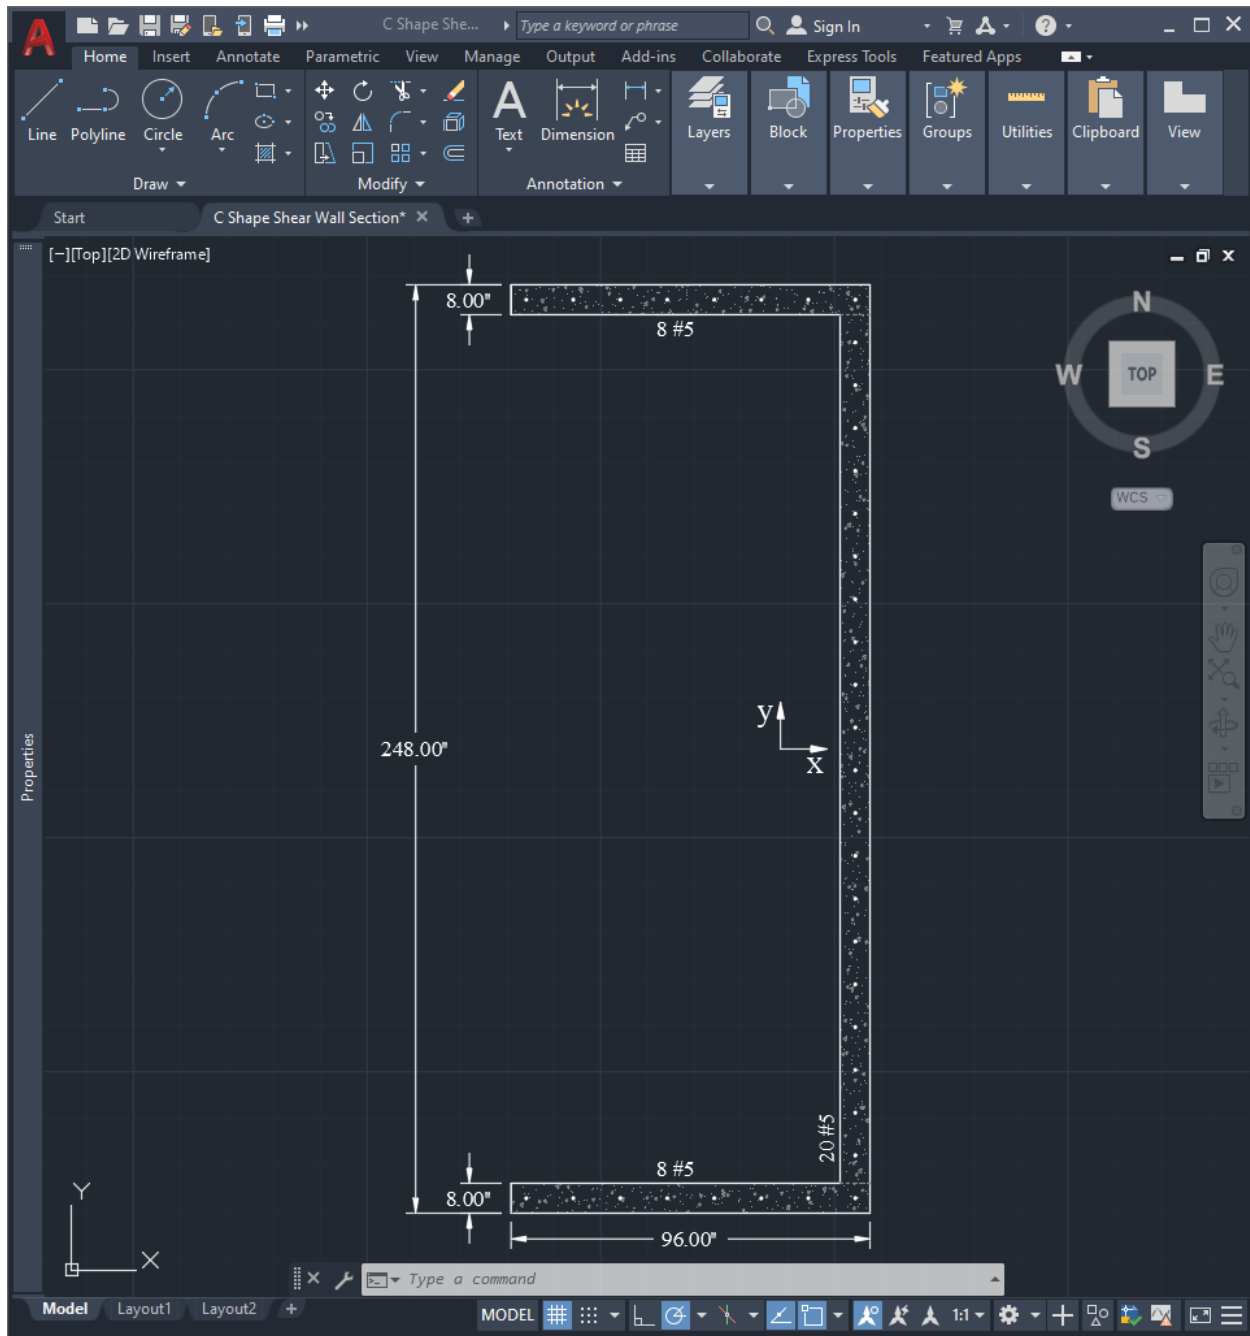 A
C Shape She...
Type a keyword or phrase
Sign In
Home Insert Annotate Parametric View Manage Output Add-ins Collaborate Express Tools Featured Apps
Line Polyline Circle Arc
Text Dimension
Layers Block Properties Groups Utilities Clipboard View
Draw Modify Annotation
Start C Shape Shear Wall Section*
[−][Top][2D Wireframe]
8.00"
8 #5
N
W TOP E
S
WCS
y
x
248.00"
20 #5
8 #5
8.00"
96.00"
Properties
Y
X
Type a command
Model Layout1 Layout2
MODEL
1:1